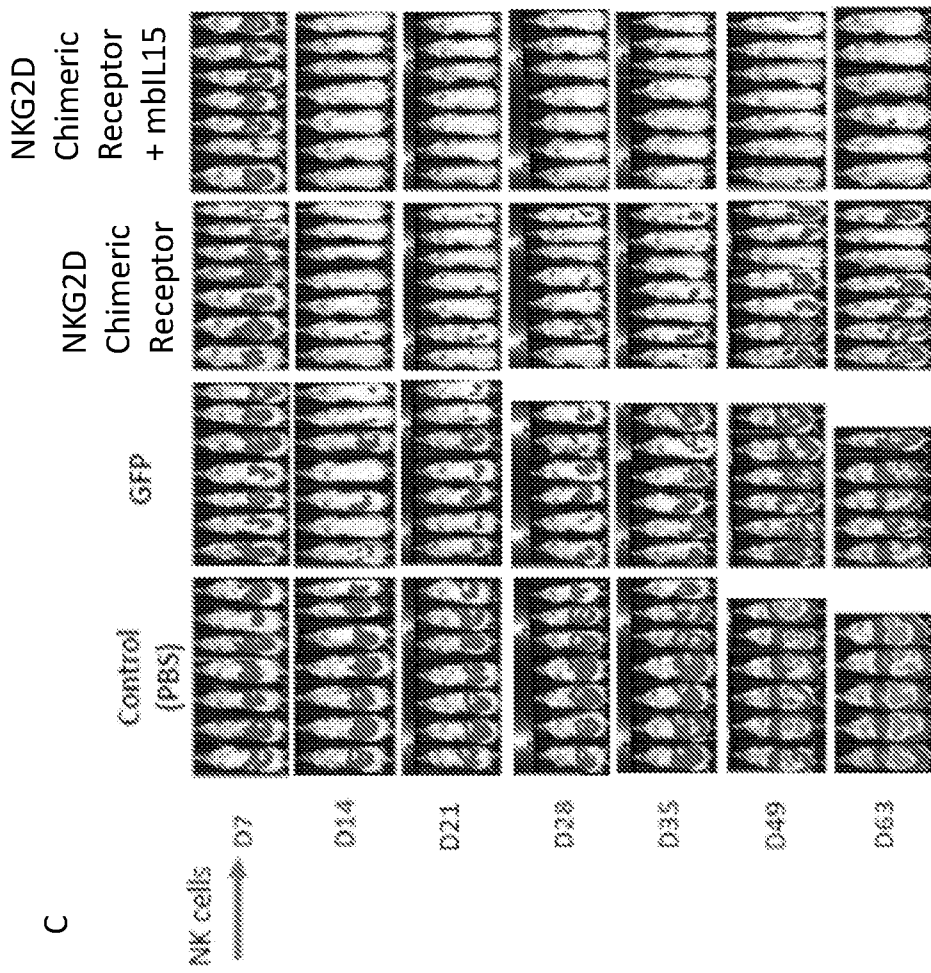 C
NKG2D
Chimeric
Receptor
+ mbIL15
NKG2D
Chimeric
Receptor
GFP
Control
(PBS)
NK cells
D7
D14
D21
D28
D35
D49
D63